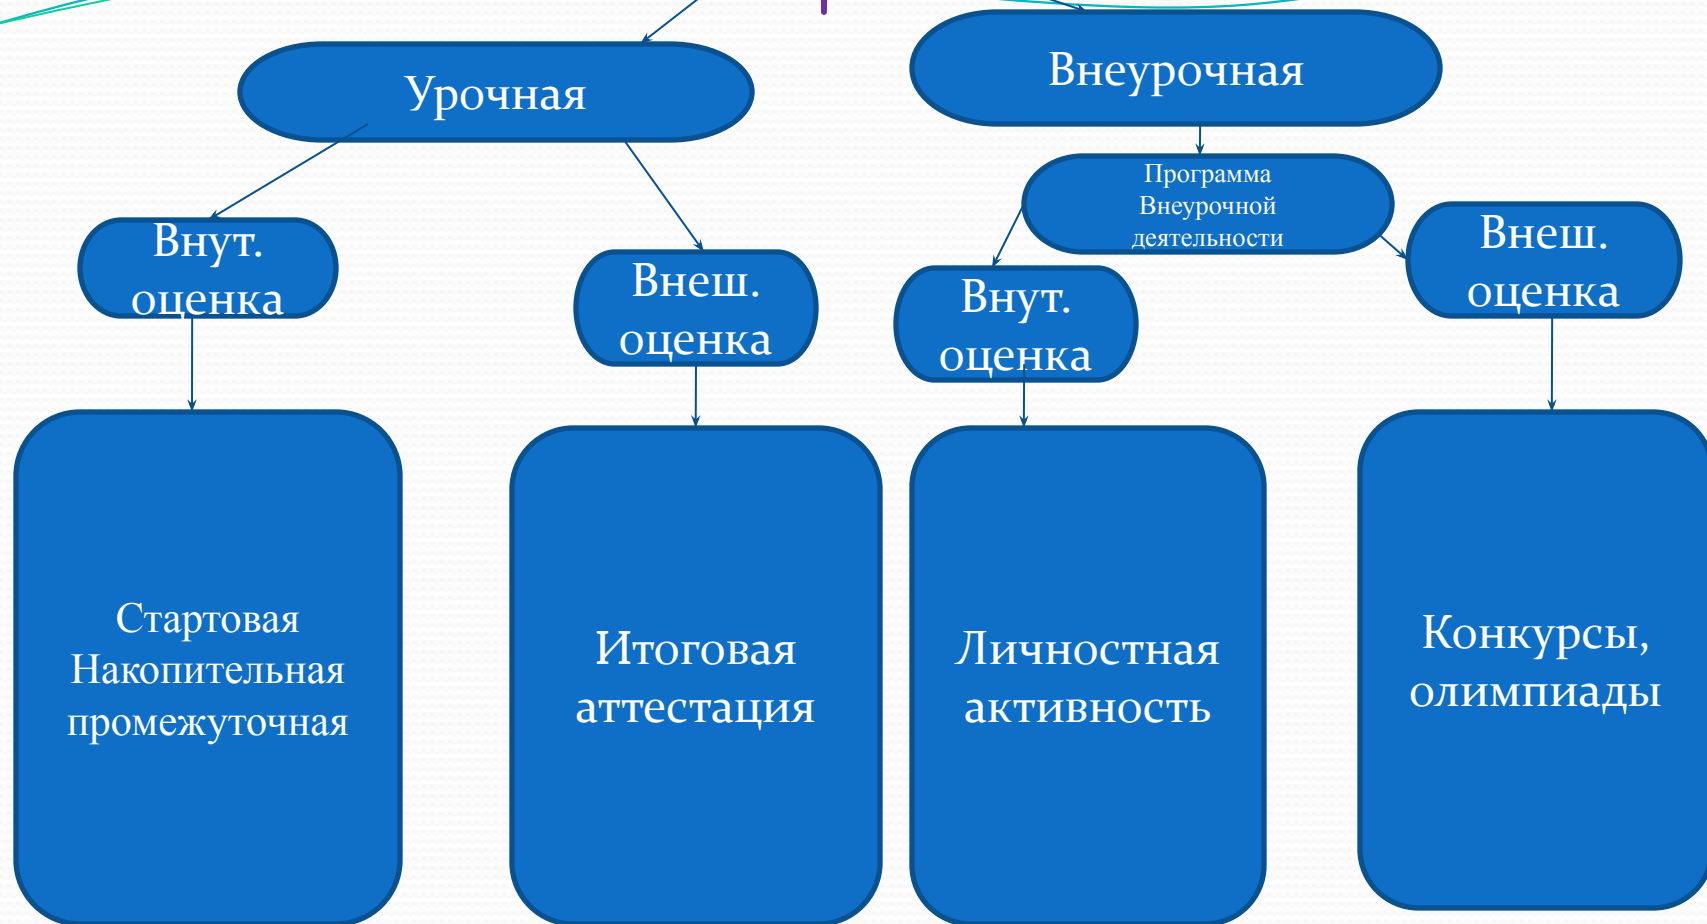 Урочная
Внеурочная
Программа
Внеурочной
деятельности
Внут.
оценка
Внеш.
оценка
Внут.
оценка
Внеш.
оценка
Стартовая
Накопительная
промежуточная
Итоговая
аттестация
Личностная
активность
Конкурсы,
олимпиады